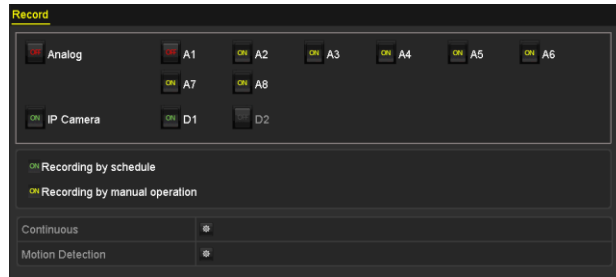 Record
OFF Analog OFF A1 ON A2 ON A3 ON A4 ON A5 ON A6
ON A7 ON A8
ON IP Camera ON D1 D2
ON Recording by schedule
ON Recording by manual operation
Continuous
Motion Detection